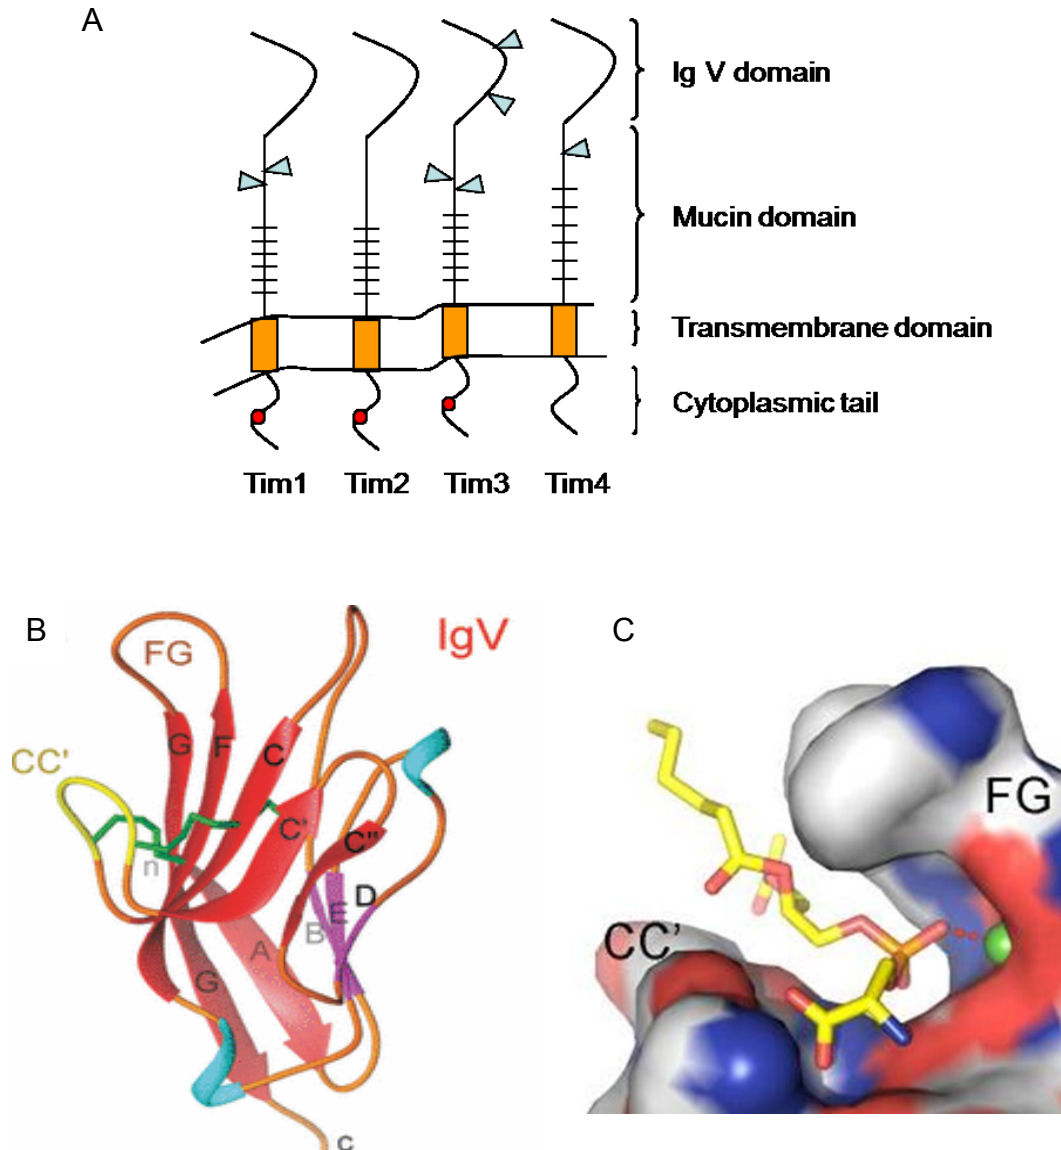 A
Ig V domain
Mucin domain
Transmembrane domain
Cytoplasmic tail
Tim1 Tim2 Tim3 Tim4
B
IgV
FG
CC'
G F C
C'
C''
n
D
E
B
A
G
c
C
FG
CC'